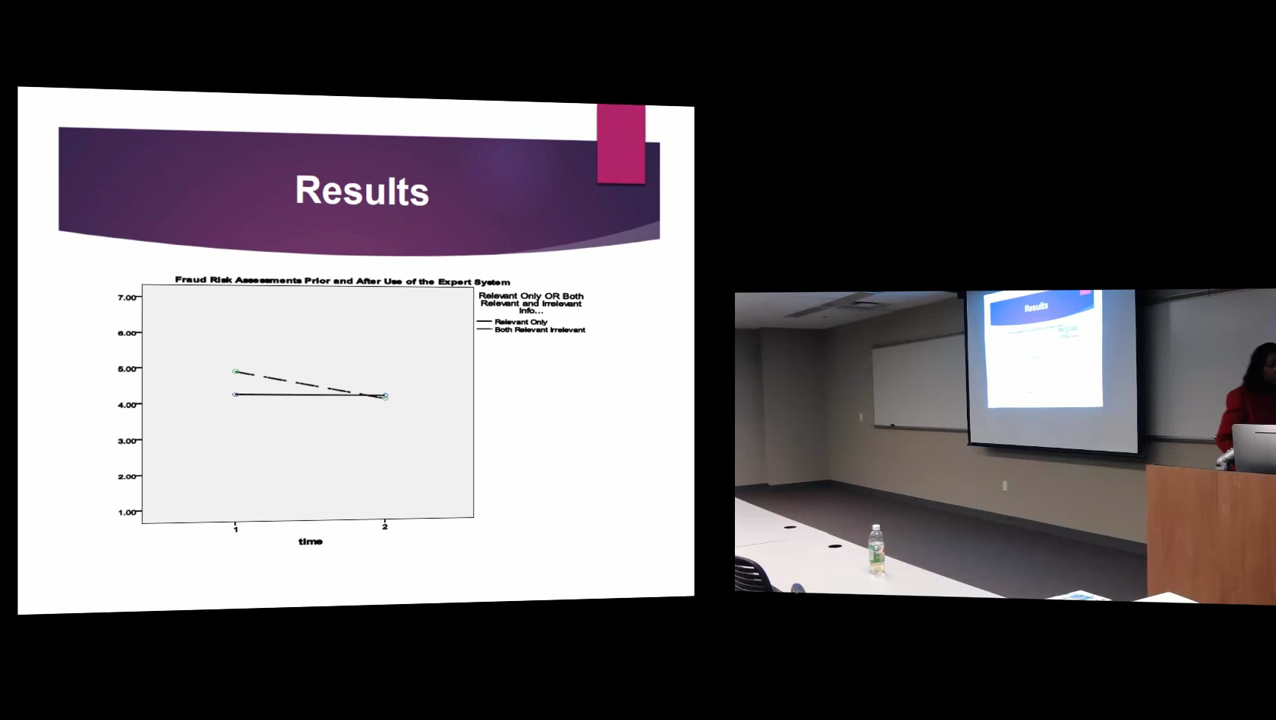 Results
Fraud Risk Assessments Prior and After Use of the Expert System
7.00
6.00
5.00
4.00
3.00
2.00
1.00
1
2
time
Relevant Only OR Both
Relevant and Irrelevant
Info...
Relevant Only
Both Relevant Irrelevant
Results